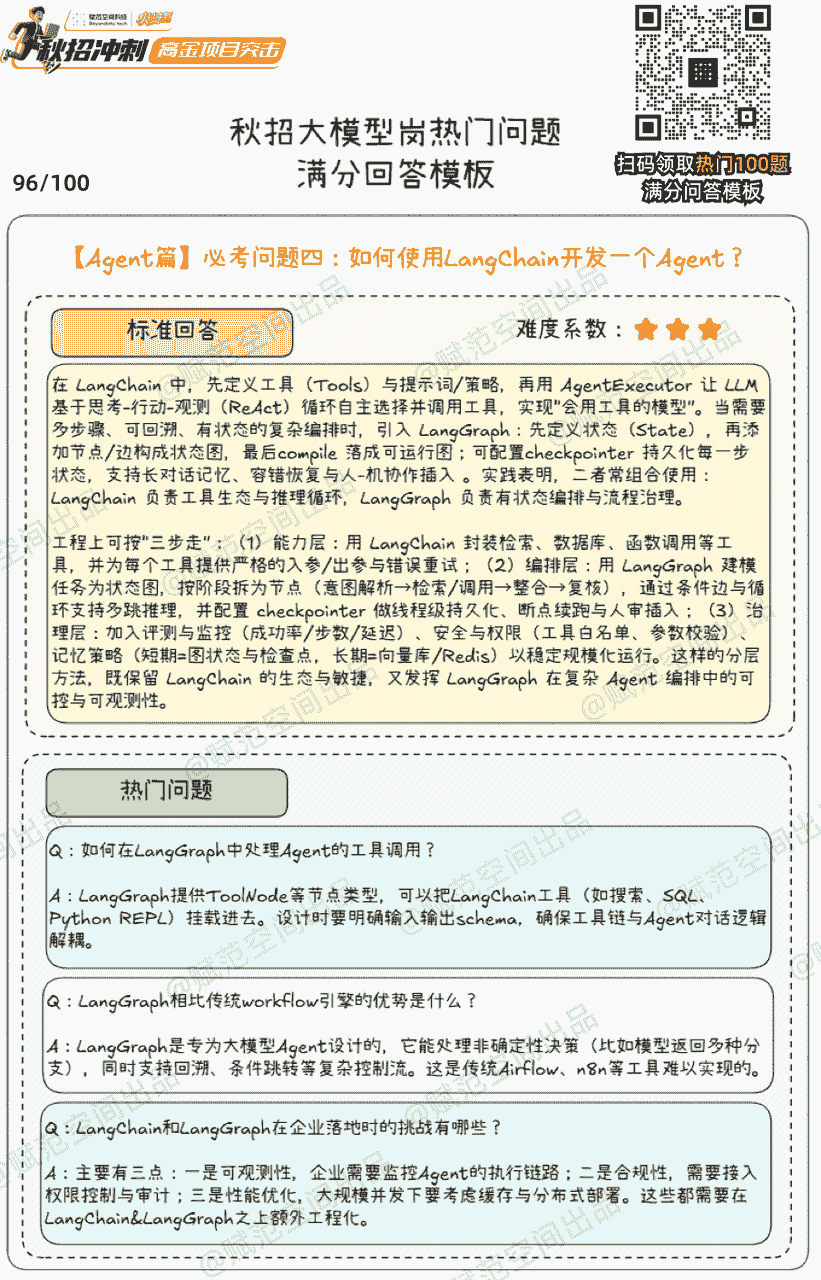 赋范空间科技
Beyondata tech
火连队
秋招冲刺 高金项目突击
秋招大模型岗热门问题
满分回答模板
扫码领取热门100题
满分问答模板
96/100
【Agent篇】必考问题四：如何使用LangChain开发一个Agent？
标准回答
难度系数：
在 LangChain 中，先定义工具（Tools）与提示词/策略，再用 AgentExecutor 让 LLM
基于思考-行动-观测（ReAct）循环自主选择并调用工具，实现"会用工具的模型"。当需要
多步骤、可回溯、有状态的复杂编排时，引入 LangGraph：先定义状态（State），再添
加节点/边构成状态图，最后compile 落成可运行图；可配置checkpointer 持久化每一步
状态，支持长对话记忆、容错恢复与人-机协作插入 。实践表明，二者常组合使用：
LangChain 负责工具生态与推理循环，LangGraph 负责有状态编排与流程治理。
工程上可按"三步走"：（1）能力层：用 LangChain 封装检索、数据库、函数调用等工
具，并为每个工具提供严格的入参/出参与错误重试；（2）编排层：用 LangGraph 建模
任务为状态图，按阶段拆为节点（意图解析→检索/调用→整合→复核），通过条件边与循
环支持多跳推理，并配置 checkpointer 做线程级持久化、断点续跑与人审插入；（3）治
理层：加入评测与监控（成功率/步数/延迟）、安全与权限（工具白名单、参数校验）、
记忆策略（短期=图状态与检查点，长期=向量库/Redis）以稳定规模化运行。这样的分层
方法，既保留 LangChain 的生态与敏捷，又发挥 LangGraph 在复杂 Agent 编排中的可
控与可观测性。
热门问题
Q：如何在LangGraph中处理Agent的工具调用？
A：LangGraph提供ToolNode等节点类型，可以把LangChain工具（如搜索、SQL、
Python REPL）挂载进去。设计时要明确输入输出schema，确保工具链与Agent对话逻辑
解耦。
Q：LangGraph相比传统workflow引擎的优势是什么？
A：LangGraph是专为大模型Agent设计的，它能处理非确定性决策（比如模型返回多种分
支），同时支持回溯、条件跳转等复杂控制流。这是传统Airflow、n8n等工具难以实现的。
Q：LangChain和LangGraph在企业落地时的挑战有哪些？
A：主要有三点：一是可观测性，企业需要监控Agent的执行链路；二是合规性，需要接入
权限控制与审计；三是性能优化，大规模并发下要考虑缓存与分布式部署。这些都需要在
LangChain&LangGraph之上额外工程化。
@赋范空间出品